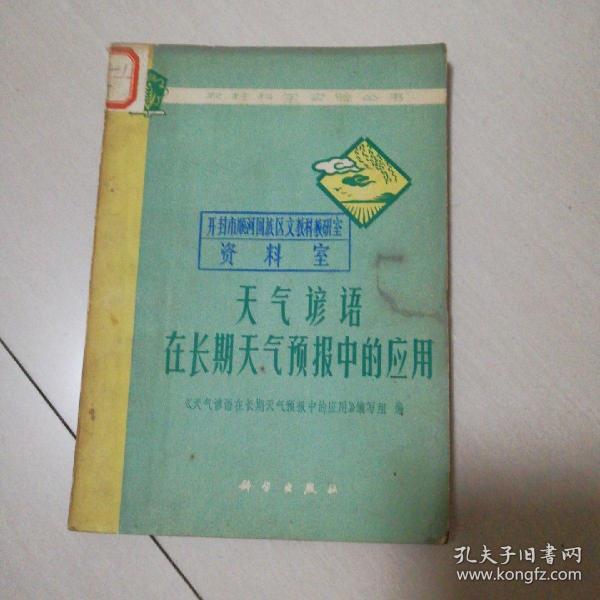 农村科学实验丛书
开封市顺河回族区文教科教研室
资料室
天气谚语
在长期天气预报中的应用
《天气谚语在长期天气预报中的应用》编写组 编
科学出版社
孔夫子旧书网
www.kongfz.com